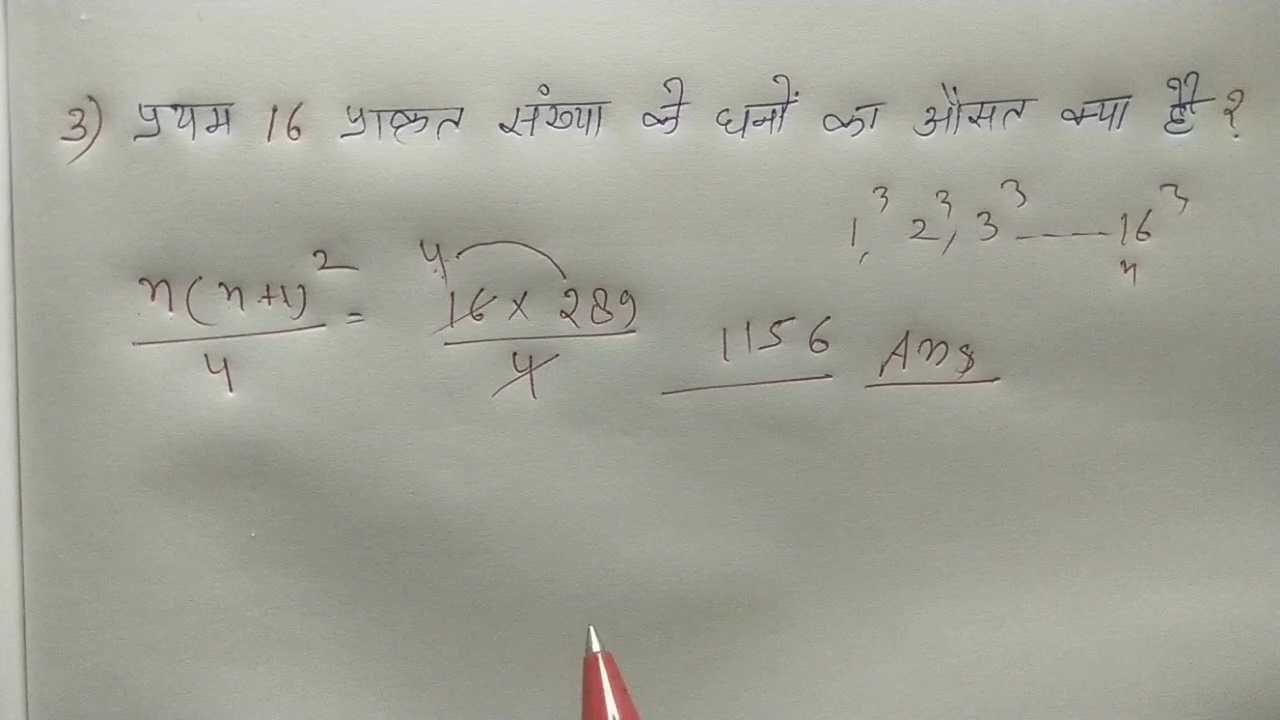 3) प्रथम 16 प्राकृत संख्या के घनों का औसत क्या है ?
1³, 2³, 3³ ----- 16³
n
n(n+1)² / 4 = 4 16 × 289 / 4 1156 Ans